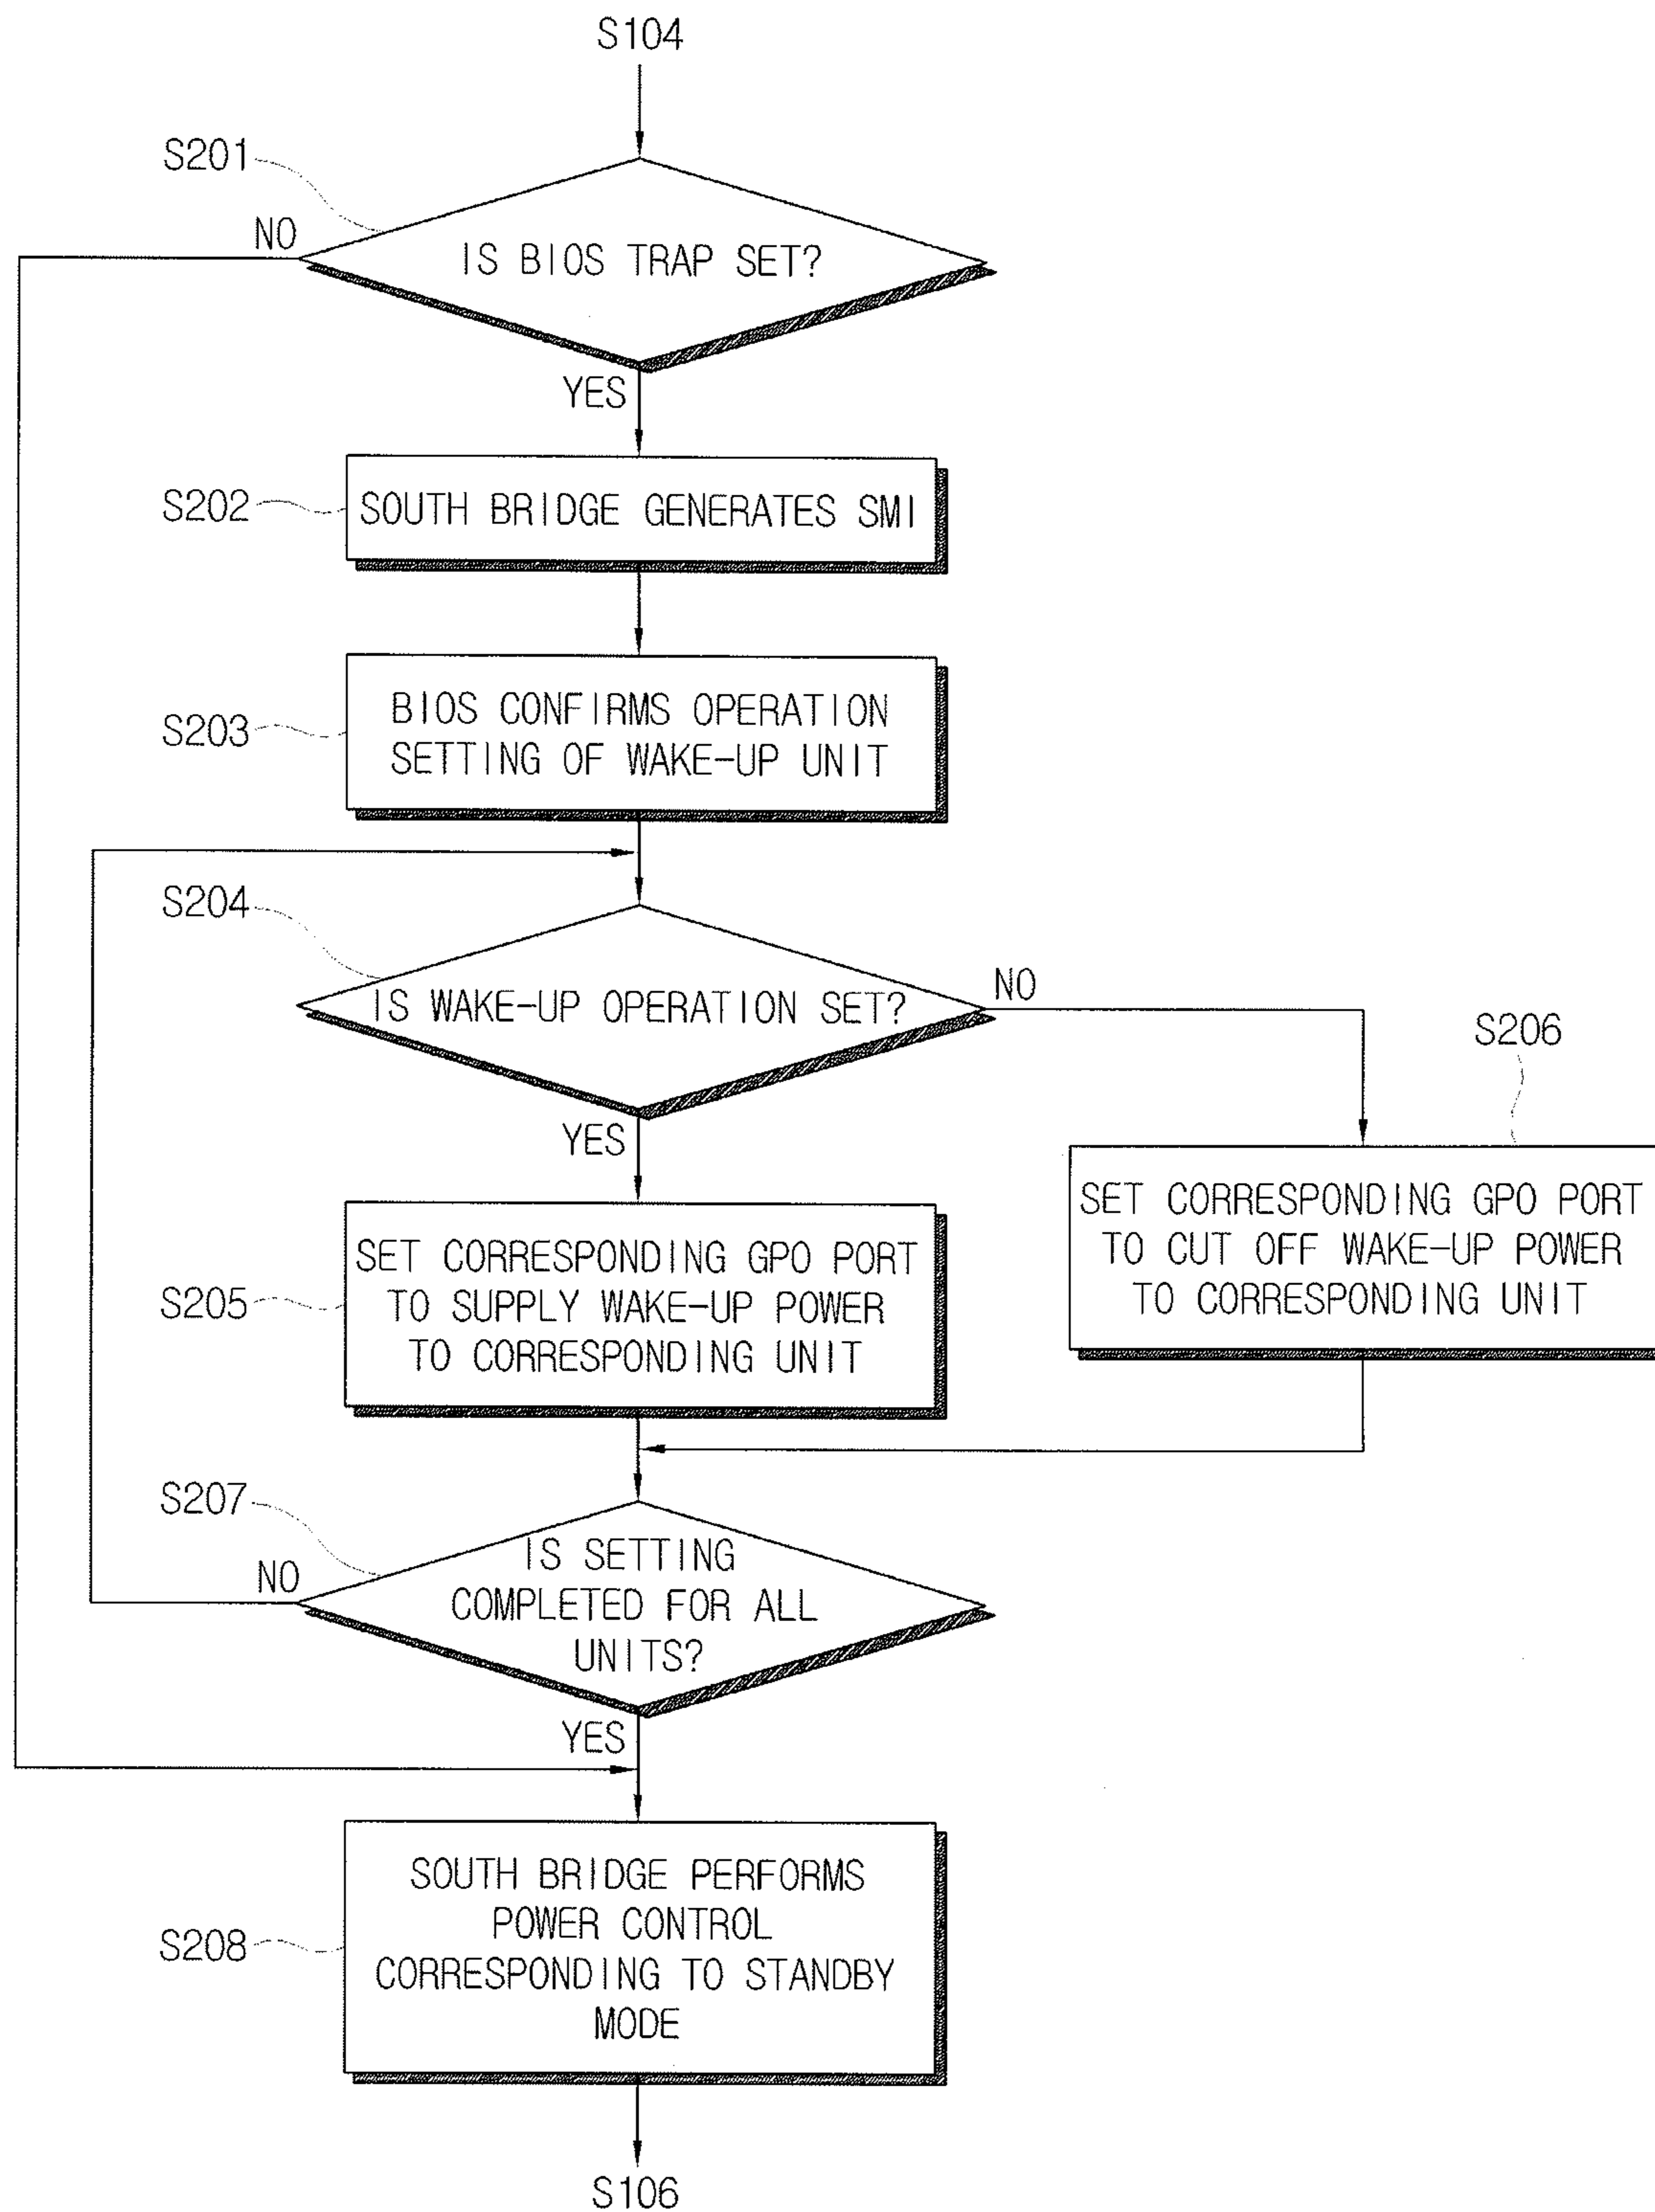 S104
S201
NO
IS BIOS TRAP SET?
YES
S202
SOUTH BRIDGE GENERATES SMI
S203
BIOS CONFIRMS OPERATION
SETTING OF WAKE-UP UNIT
S204
IS WAKE-UP OPERATION SET?
NO
S206
YES
SET CORRESPONDING GPO PORT
TO CUT OFF WAKE-UP POWER
TO CORRESPONDING UNIT
S205
SET CORRESPONDING GPO PORT
TO SUPPLY WAKE-UP POWER
TO CORRESPONDING UNIT
S207
NO
IS SETTING
COMPLETED FOR ALL
UNITS?
YES
S208
SOUTH BRIDGE PERFORMS
POWER CONTROL
CORRESPONDING TO STANDBY
MODE
S106